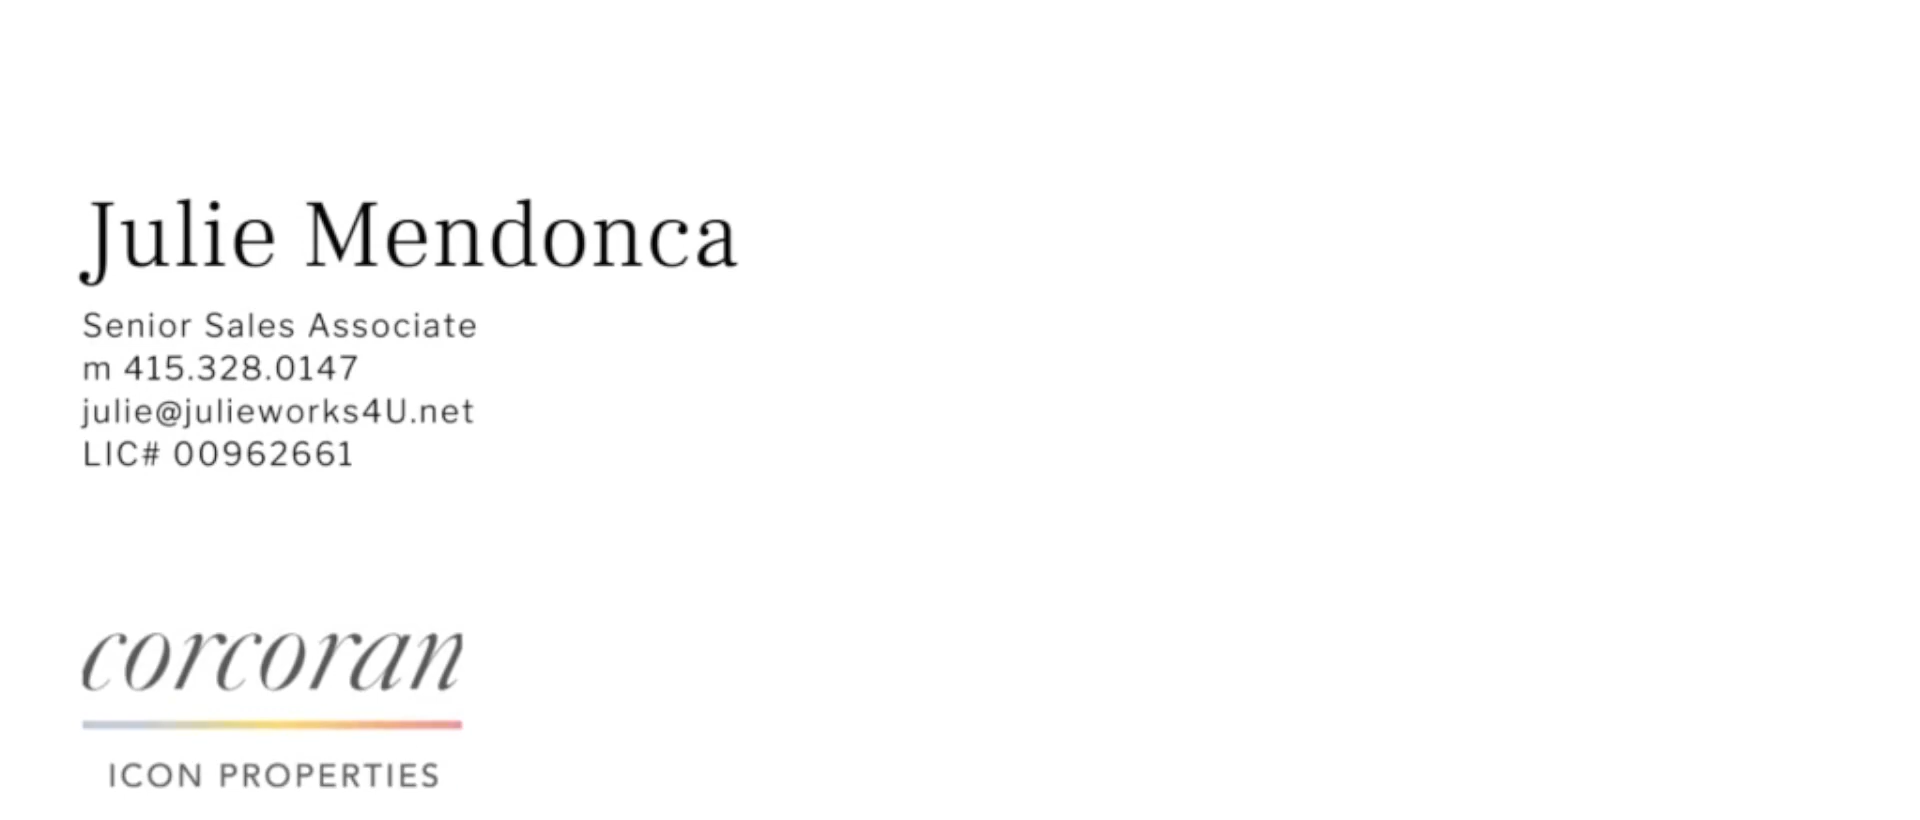 Julie Mendonca
Senior Sales Associate
m 415.328.0147
julie@julieworks4U.net
LIC# 00962661
corcoran
ICON PROPERTIES